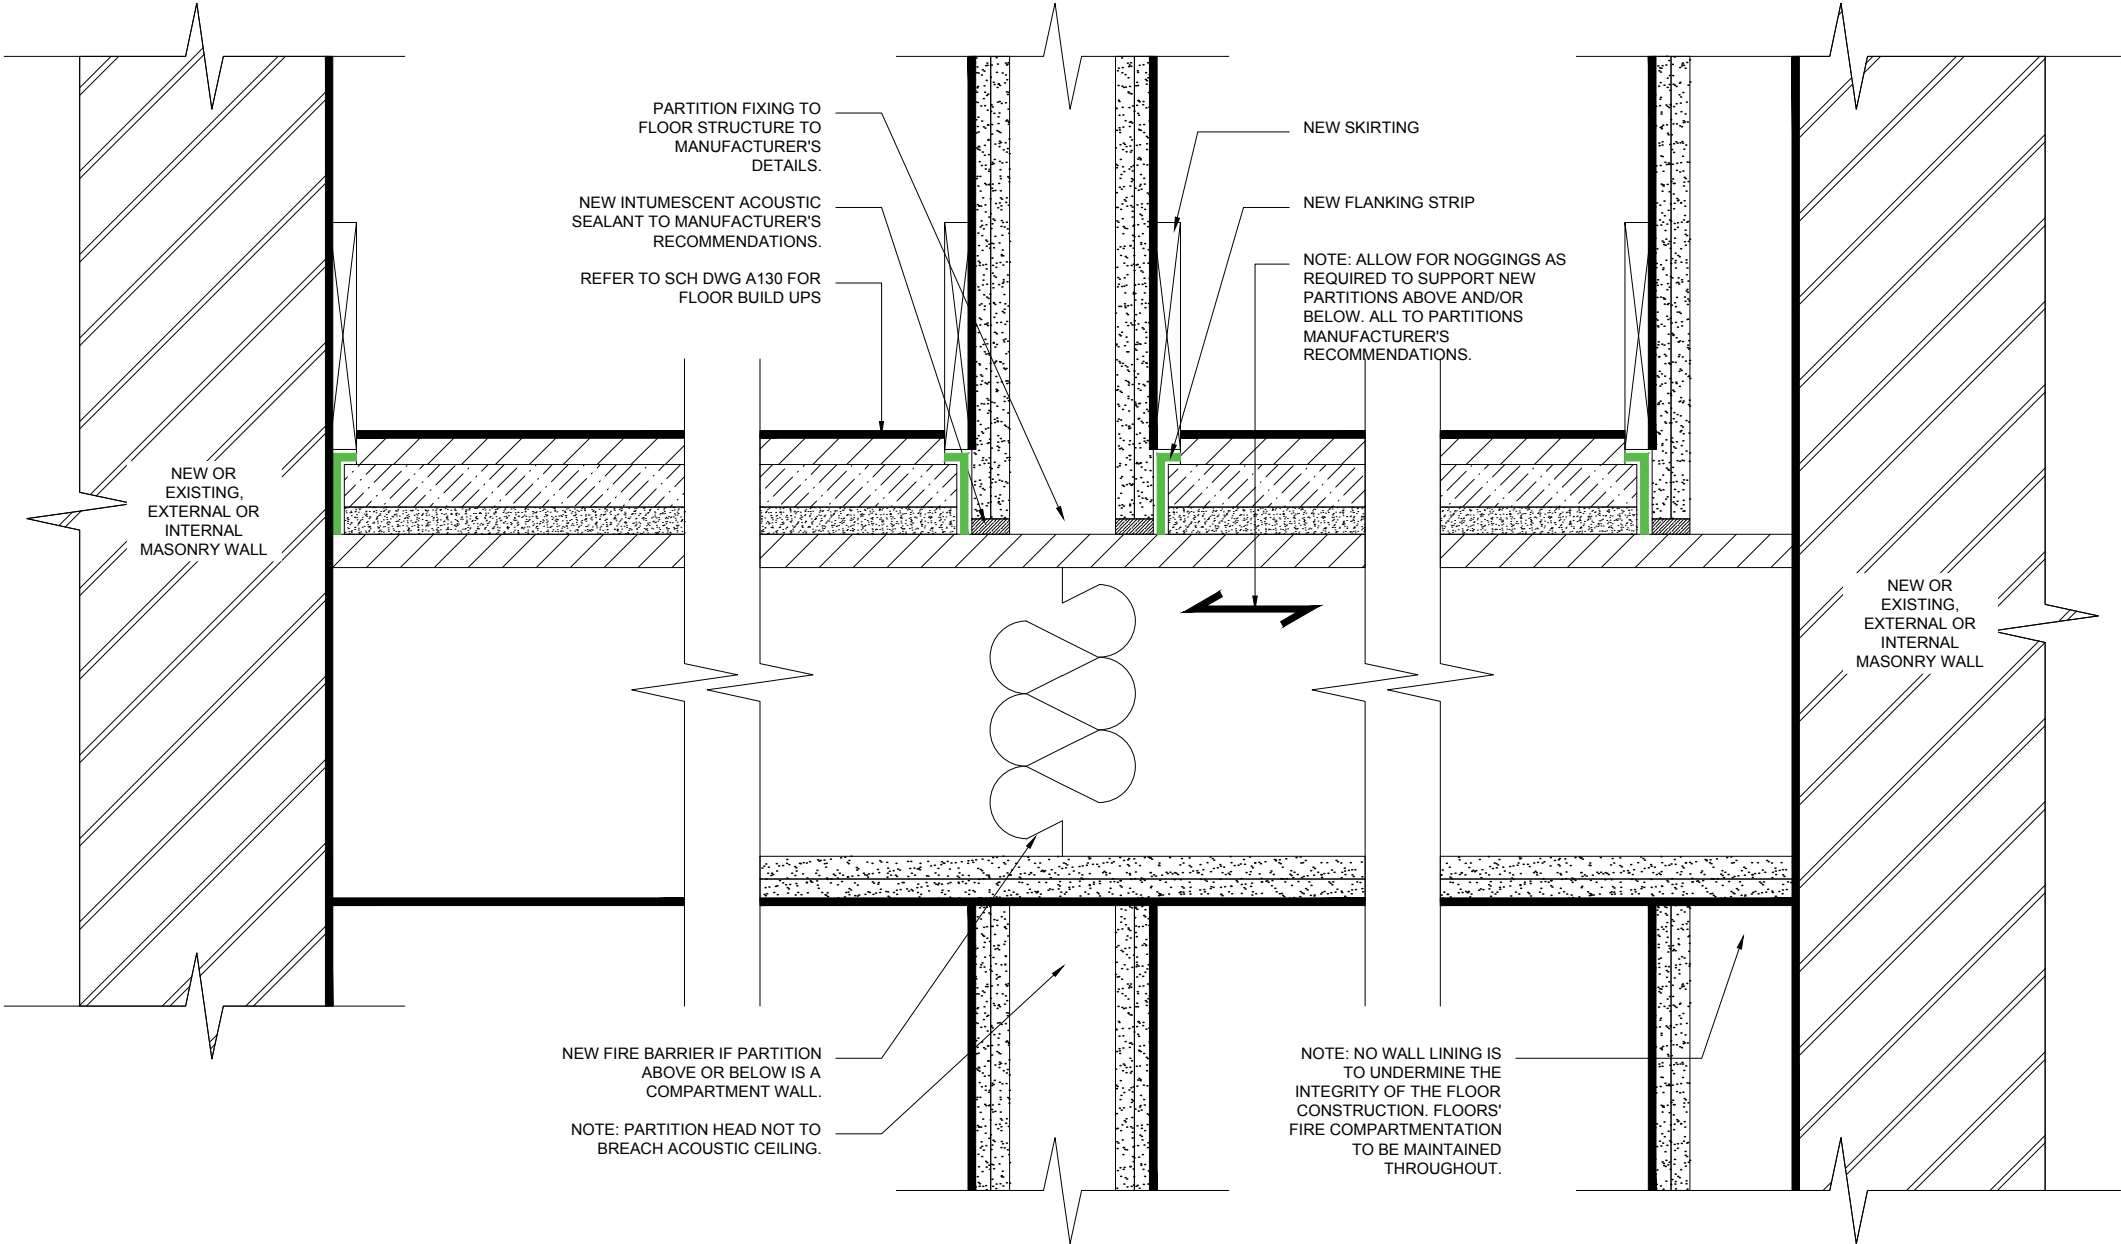 PARTITION FIXING TO
FLOOR STRUCTURE TO
MANUFACTURER'S
DETAILS.
NEW INTUMESCENT ACOUSTIC
SEALANT TO MANUFACTURER'S
RECOMMENDATIONS.
REFER TO SCH DWG A130 FOR
FLOOR BUILD UPS
NEW SKIRTING
NEW FLANKING STRIP
NOTE: ALLOW FOR NOGGINGS AS
REQUIRED TO SUPPORT NEW
PARTITIONS ABOVE AND/OR
BELOW. ALL TO PARTITIONS
MANUFACTURER'S
RECOMMENDATIONS.
NEW OR
EXISTING,
EXTERNAL OR
INTERNAL
MASONRY WALL
NEW OR
EXISTING,
EXTERNAL OR
INTERNAL
MASONRY WALL
NEW FIRE BARRIER IF PARTITION
ABOVE OR BELOW IS A
COMPARTMENT WALL.
NOTE: PARTITION HEAD NOT TO
BREACH ACOUSTIC CEILING.
NOTE: NO WALL LINING IS
TO UNDERMINE THE
INTEGRITY OF THE FLOOR
CONSTRUCTION. FLOORS'
FIRE COMPARTMENTATION
TO BE MAINTAINED
THROUGHOUT.